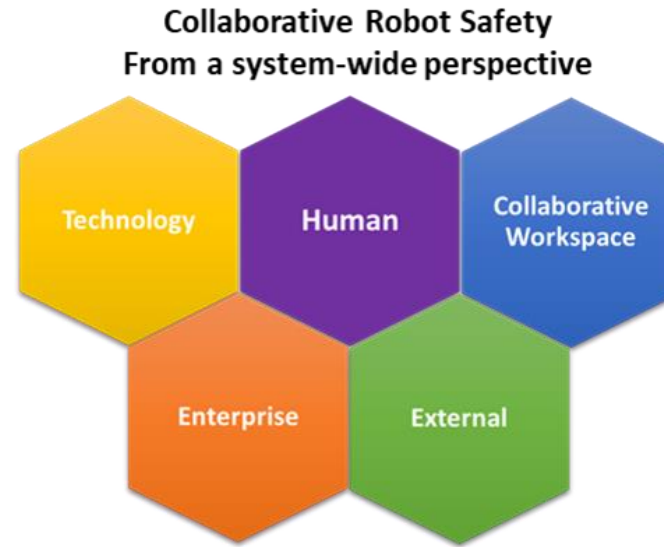 Collaborative Robot Safety
From a system-wide perspective
Technology
Human
Collaborative
Workspace
Enterprise
External